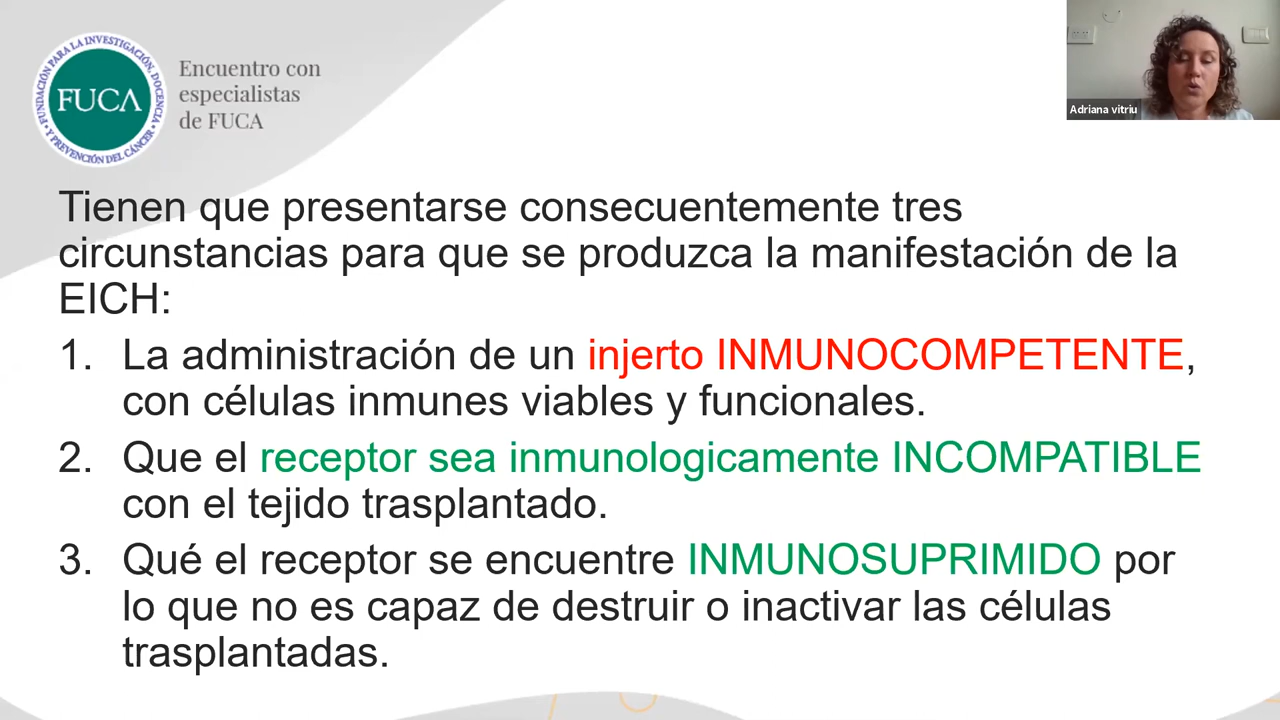 FUNDACIÓN PARA LA INVESTIGACIÓN, DOCENCIA
Y PREVENCIÓN DEL CÁNCER
FUCA
Encuentro con
especialistas
de FUCA
Adriana vitriu
Tienen que presentarse consecuentemente tres
circunstancias para que se produzca la manifestación de la
EICH:
1. La administración de un injerto INMUNOCOMPETENTE,
con células inmunes viables y funcionales.
2. Que el receptor sea inmunologicamente INCOMPATIBLE
con el tejido trasplantado.
3. Qué el receptor se encuentre INMUNOSUPRIMIDO por
lo que no es capaz de destruir o inactivar las células
trasplantadas.